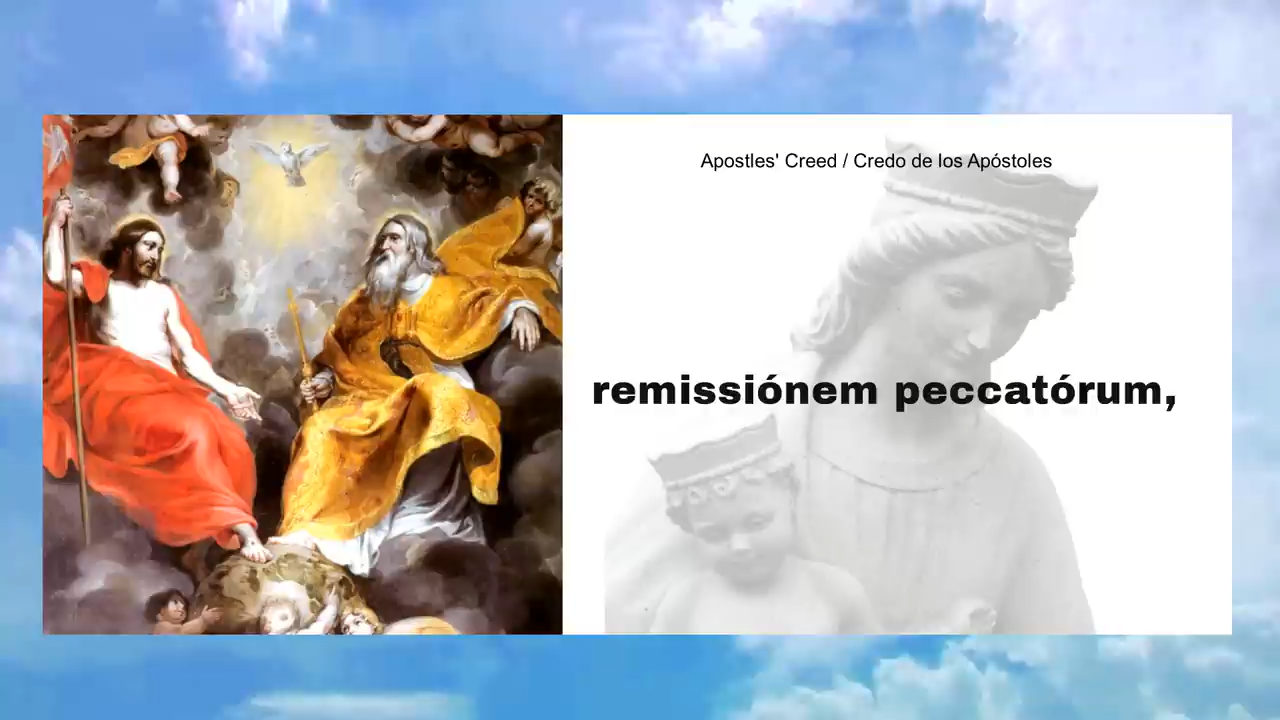 Apostles' Creed / Credo de los Apóstoles
remissiónem peccatórum,